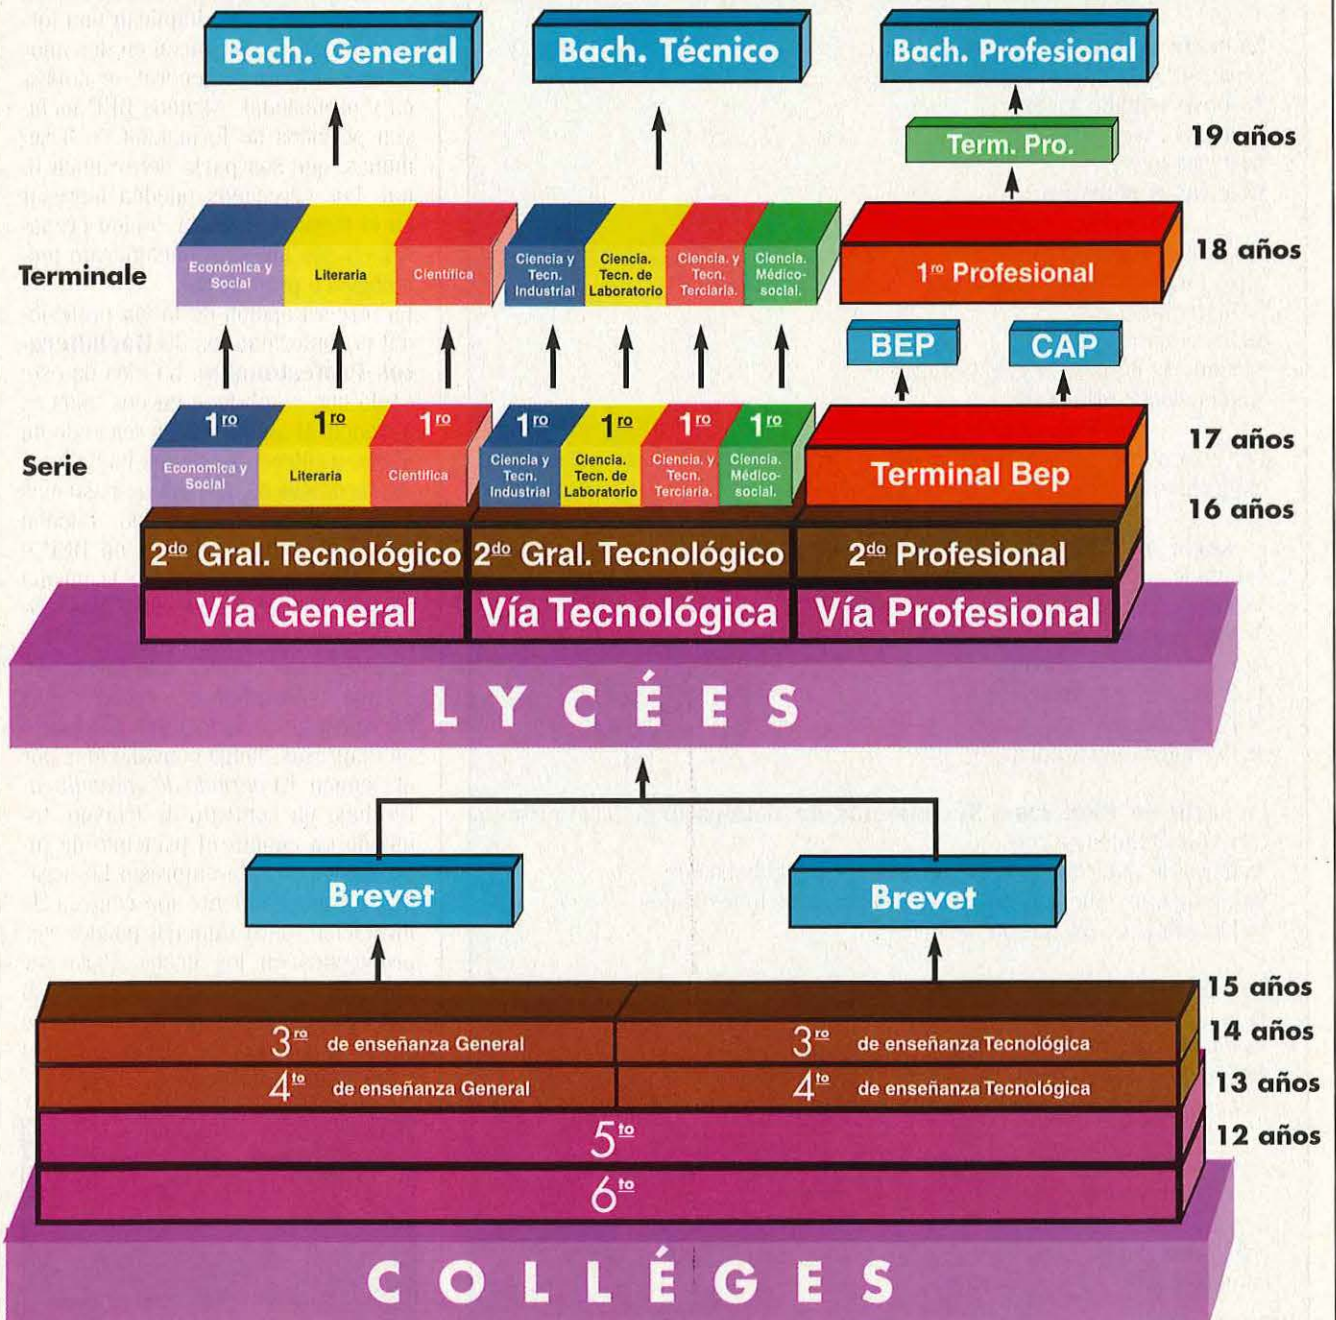 Bach. General
Bach. Técnico
Bach. Profesional
Term. Pro.
19 años
Terminale
Económica y
Social
Literaria
Científica
Ciencia y
Tecn.
Industrial
Ciencia.
Tecn. de
Laboratorio
Ciencia. y
Tecn.
Terciaria.
Ciencia.
Médico-
social.
1ro Profesional
18 años
BEP
CAP
Serie
1ro
Economica y
Social
1ro
Literaria
1ro
Científica
1ro
Ciencia y
Tecn.
Industrial
1ro
Ciencia.
Tecn. de
Laboratorio
1ro
Ciencia. y.
Tecn.
Terciaria.
1ro
Ciencia.
Médico-
social.
Terminal Bep
17 años
16 años
2do Gral. Tecnológico
2do Gral. Tecnológico
2do Profesional
Vía General
Vía Tecnológica
Vía Profesional
LYCÉES
Brevet
Brevet
15 años
3ro de enseñanza General
3ro de enseñanza Tecnológica
14 años
4to de enseñanza General
4to de enseñanza Tecnológica
13 años
5to
12 años
6to
COLLÉGES